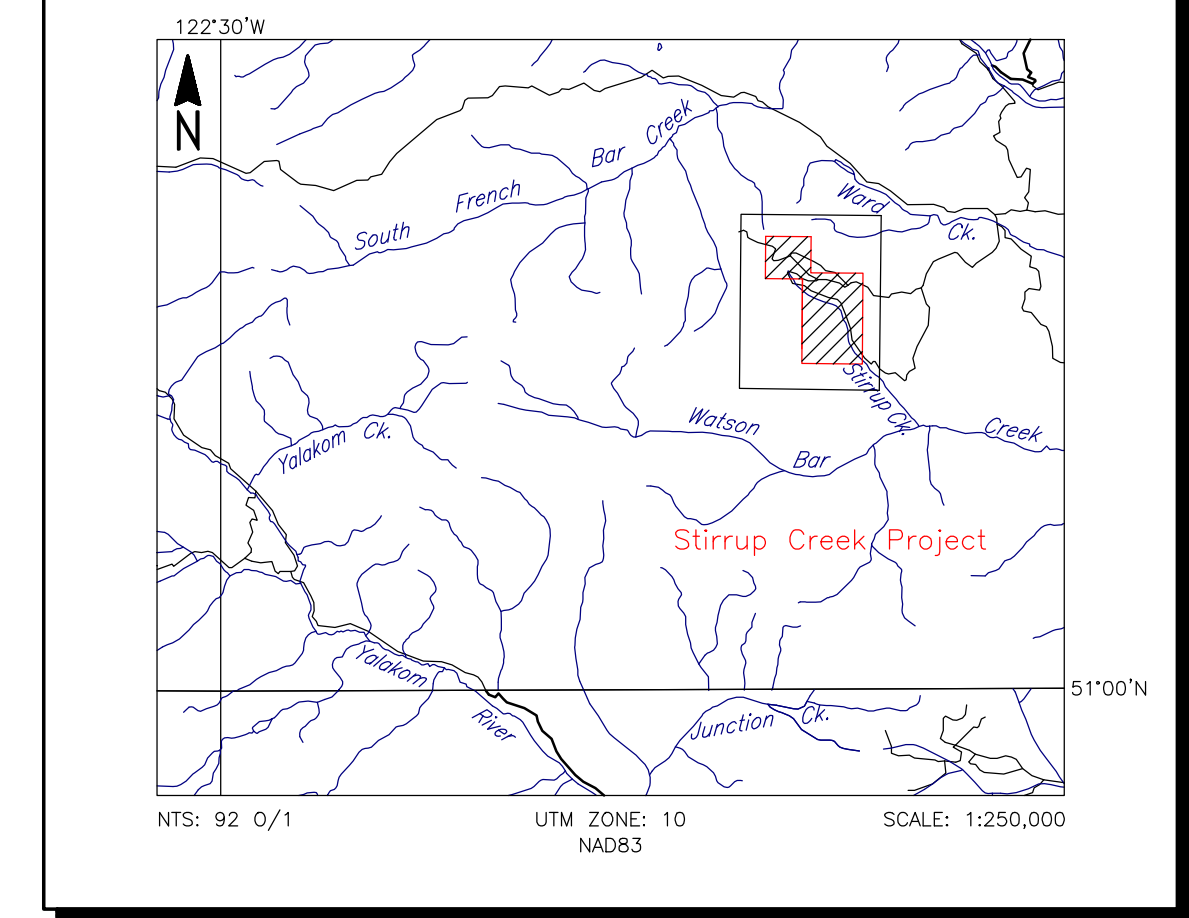 122°30'W
N
South French Bar Creek
Ward Ck.
Stirrup Ck.
Yalakom Ck.
Watson Bar Creek
Stirrup Creek Project
Yalakom River
51°00'N
Junction Ck.
NTS: 92 O/1
UTM ZONE: 10
SCALE: 1:250,000
NAD83